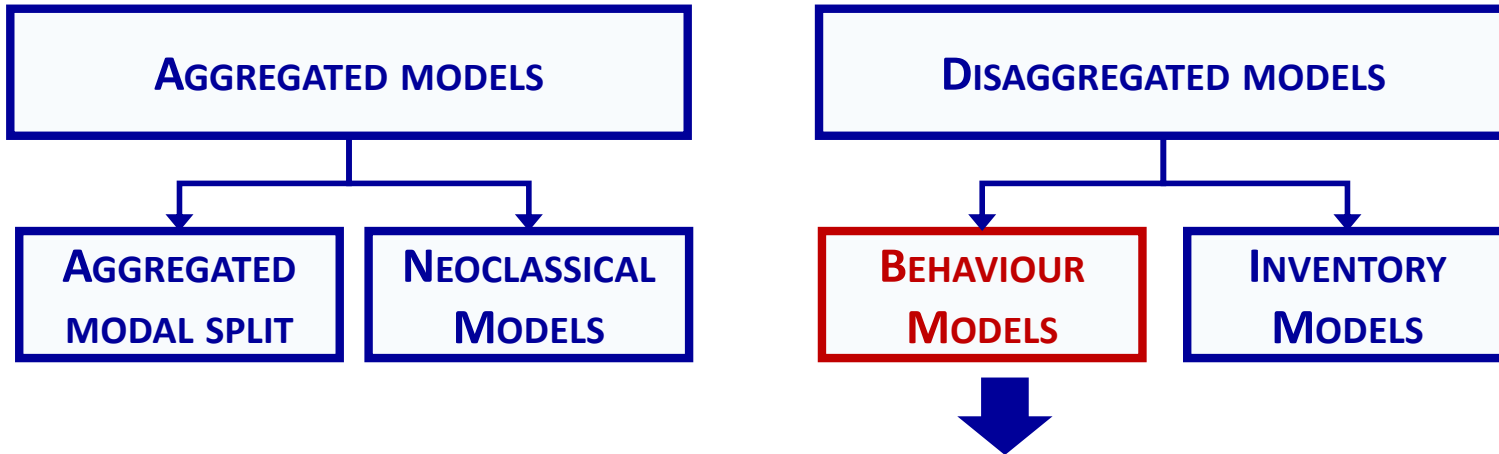 AGGREGATED MODELS
DISAGGREGATED MODELS
AGGREGATED
MODAL SPLIT
NEOCLASSICAL
MODELS
BEHAVIOUR
MODELS
INVENTORY
MODELS